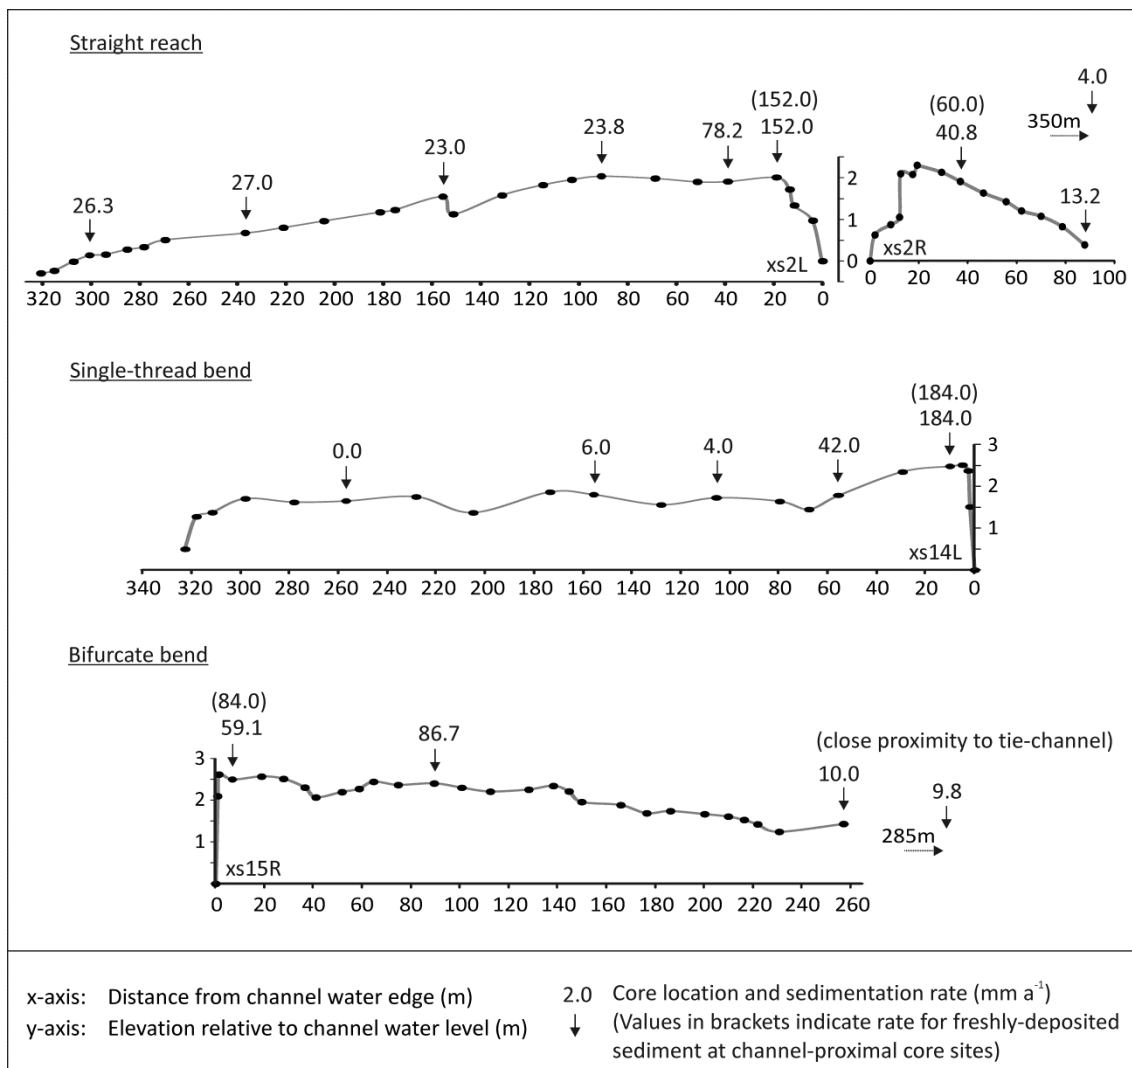 Straight reach
4.0
(152.0)
(60.0)
23.8 78.2 152.0 40.8 350m
23.0
27.0
26.3
13.2
2
1
0
xs2L xs2R
320 300 280 260 240 220 200 180 160 140 120 100 80 60 40 20 0
0 20 40 60 80 100
Single-thread bend
(184.0)
184.0
0.0 6.0 4.0 42.0
3
2
1
xs14L
340 320 300 280 260 240 220 200 180 160 140 120 100 80 60 40 20 0
Bifurcate bend
(84.0)
59.1 86.7
(close proximity to tie-channel)
10.0
9.8
285m
3
2
1
xs15R
0 20 40 60 80 100 120 140 160 180 200 220 240 260
x-axis: Distance from channel water edge (m)
y-axis: Elevation relative to channel water level (m)
2.0 Core location and sedimentation rate (mm a⁻¹)
(Values in brackets indicate rate for freshly-deposited
sediment at channel-proximal core sites)